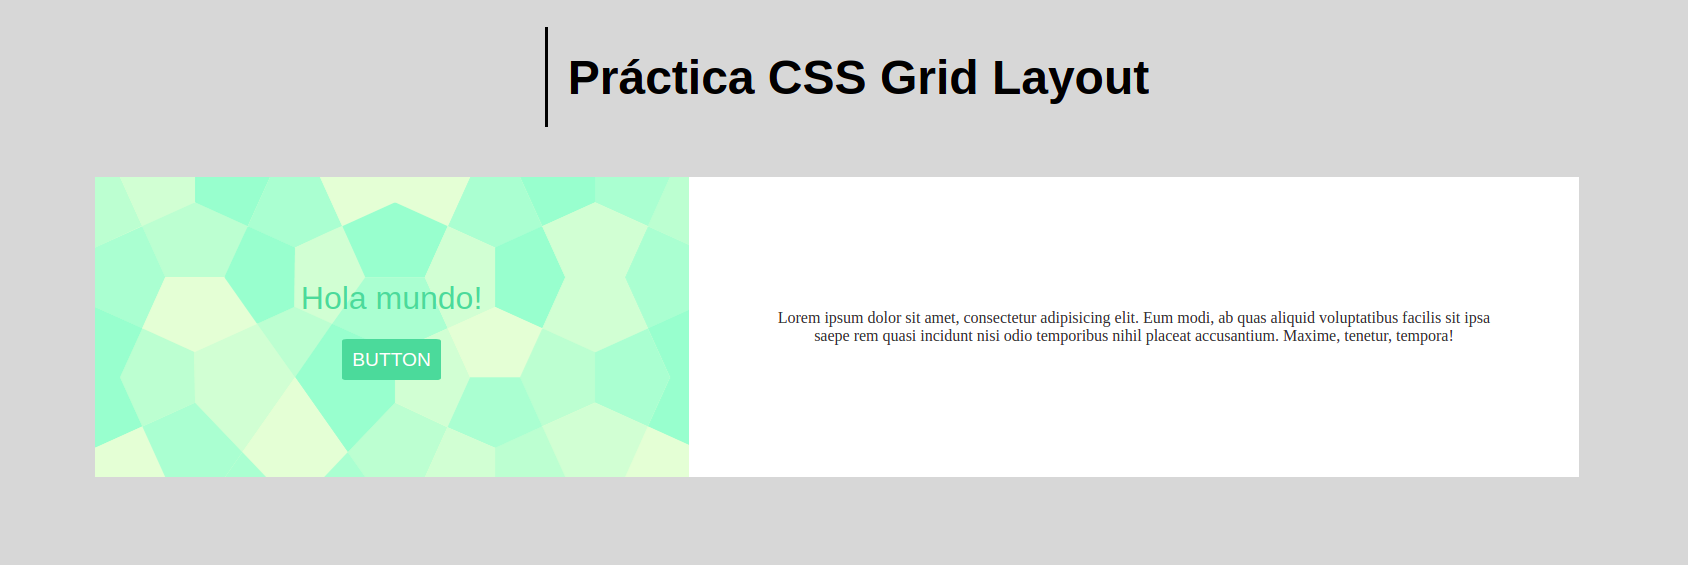 Práctica CSS Grid Layout
Hola mundo!
BUTTON
Lorem ipsum dolor sit amet, consectetur adipisicing elit. Eum modi, ab quas aliquid voluptatibus facilis sit ipsa
saepe rem quasi incidunt nisi odio temporibus nihil placeat accusantium. Maxime, tenetur, tempora!